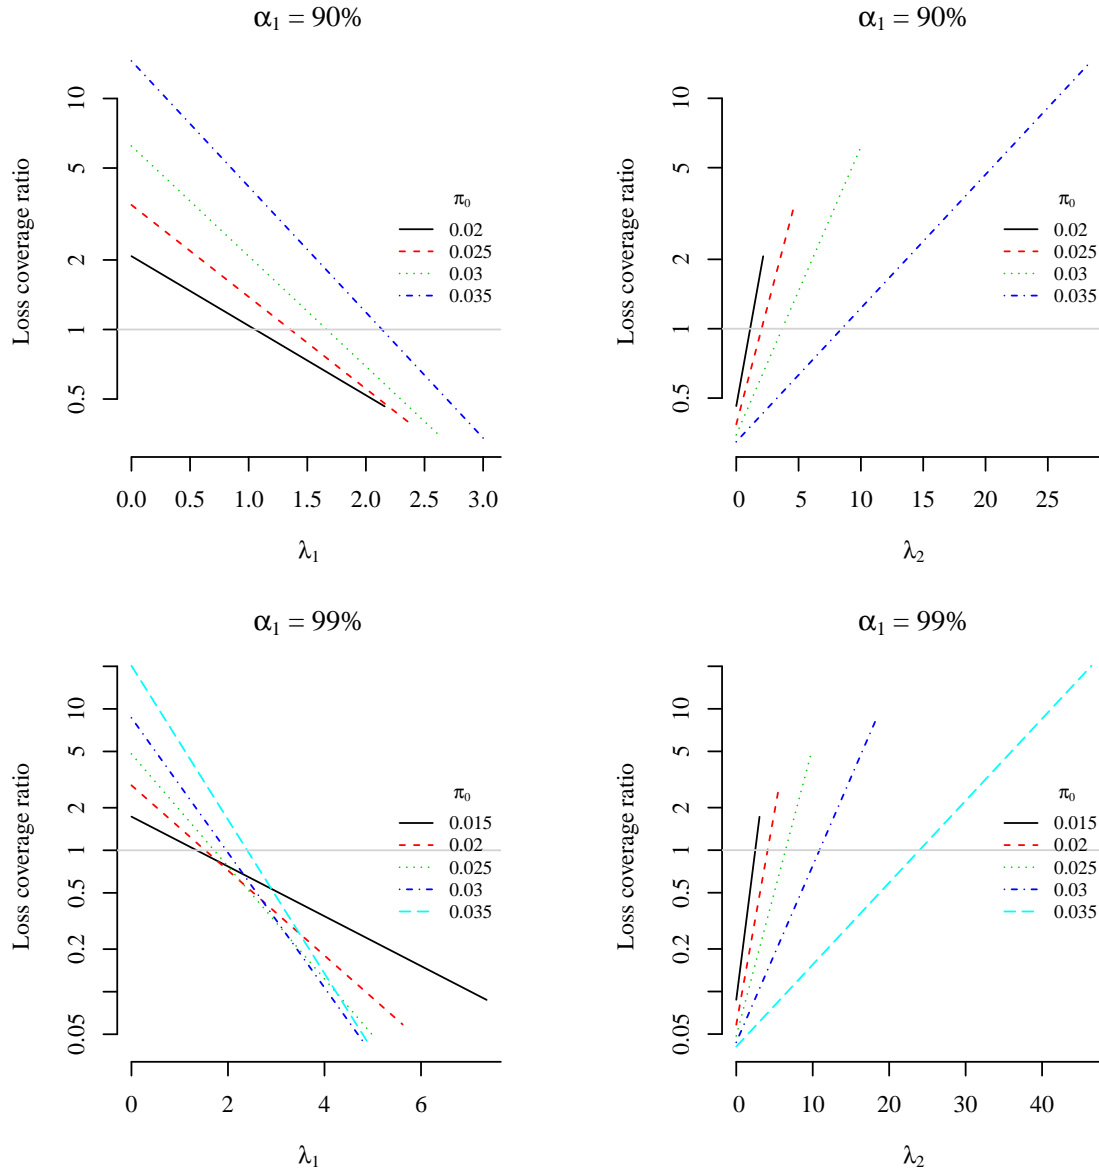 α₁ = 90%
Loss coverage ratio
10
5
2
1
0.5
π₀
0.02
0.025
0.03
0.035
0.0 0.5 1.0 1.5 2.0 2.5 3.0
λ₁
α₁ = 90%
Loss coverage ratio
10
5
2
1
0.5
π₀
0.02
0.025
0.03
0.035
0 5 10 15 20 25
λ₂
α₁ = 99%
Loss coverage ratio
10
5
2
1
0.5
0.2
0.05
π₀
0.015
0.02
0.025
0.03
0.035
0 2 4 6
λ₁
α₁ = 99%
Loss coverage ratio
10
5
2
1
0.5
0.2
0.05
π₀
0.015
0.02
0.025
0.03
0.035
0 10 20 30 40
λ₂